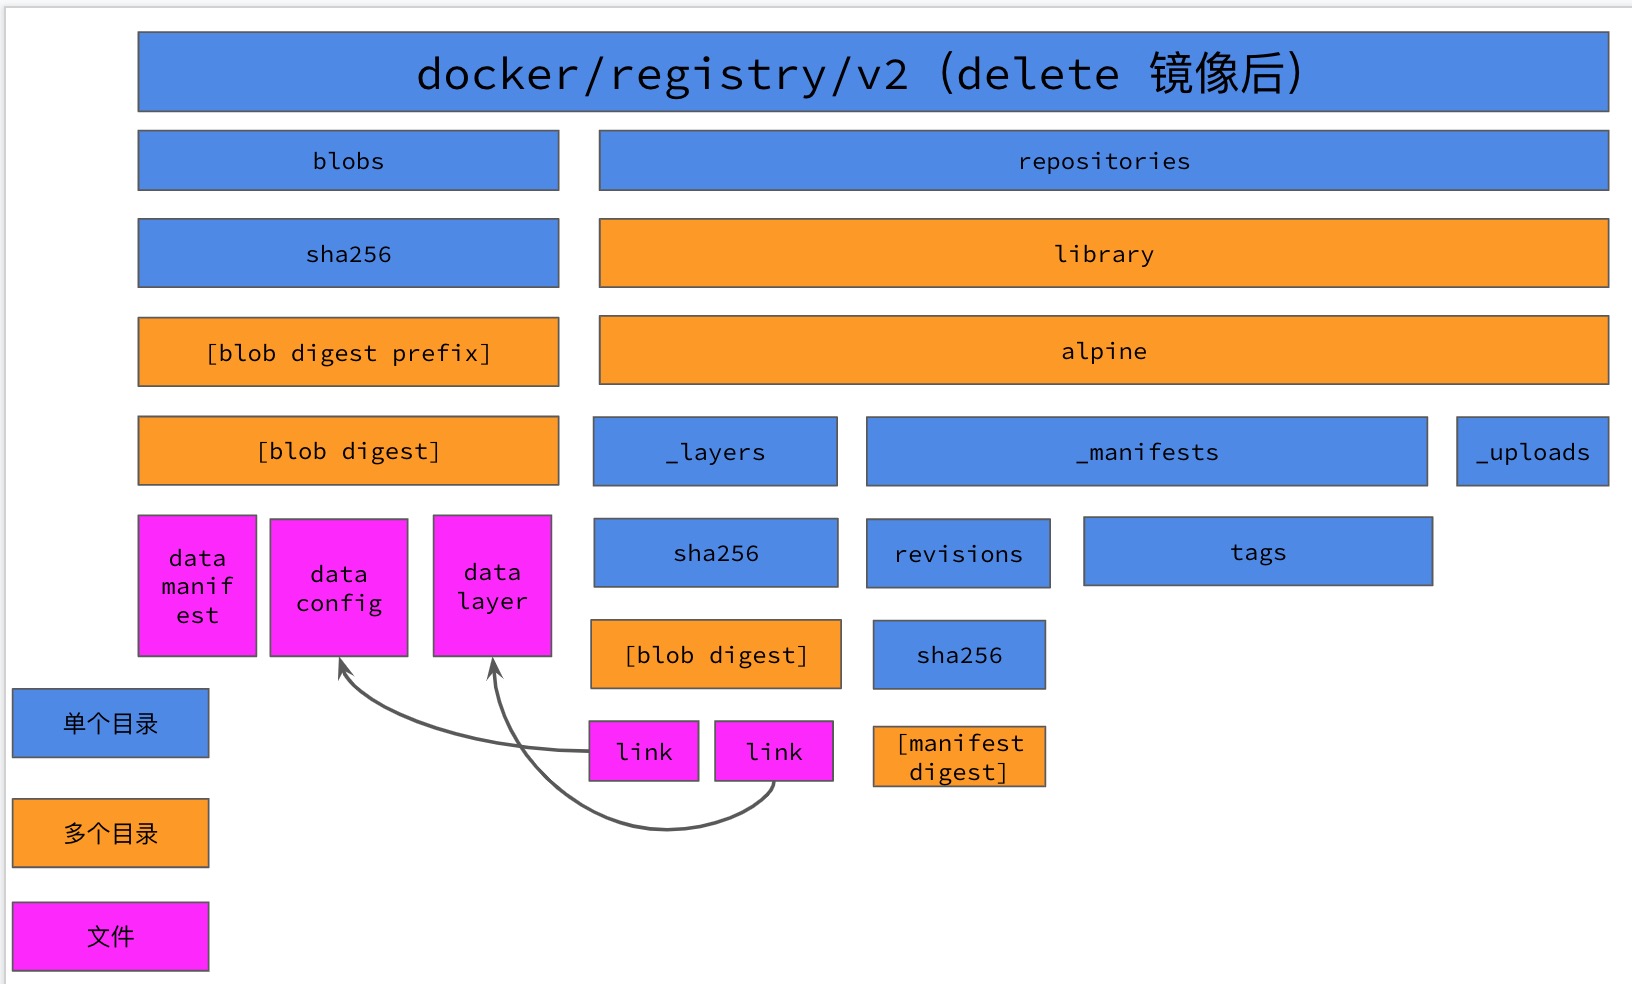 docker/registry/v2（delete 镜像后）
blobs
repositories
sha256
library
[blob digest prefix]
alpine
[blob digest]
_layers
_manifests
_uploads
data
manif
est
data
config
data
layer
sha256
revisions
tags
[blob digest]
sha256
单个目录
link
link
[manifest
digest]
多个目录
文件